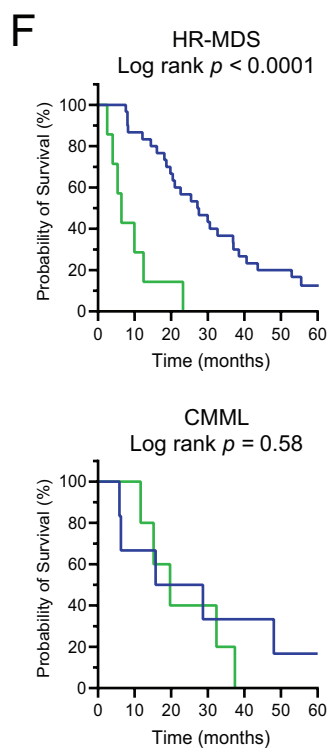 F
HR-MDS
Log rank p < 0.0001
Probability of Survival (%)
100
80
60
40
20
0
0 10 20 30 40 50 60
Time (months)
CMML
Log rank p = 0.58
Probability of Survival (%)
100
80
60
40
20
0
0 10 20 30 40 50 60
Time (months)